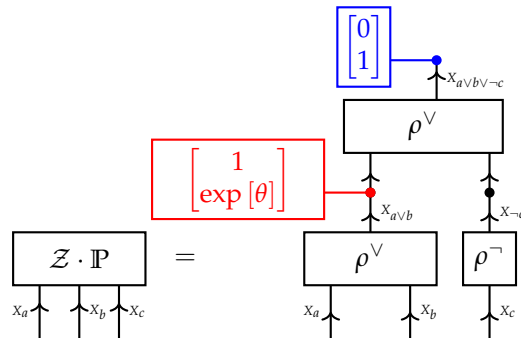 [0
1]
X_{a∨b∨¬c}
ρ^∨
[1
exp [θ]]
X_{a∨b}
X_{¬c}
𝒵 · ℙ
=
ρ^∨
ρ^¬
X_a
X_b
X_c
X_a
X_b
X_c